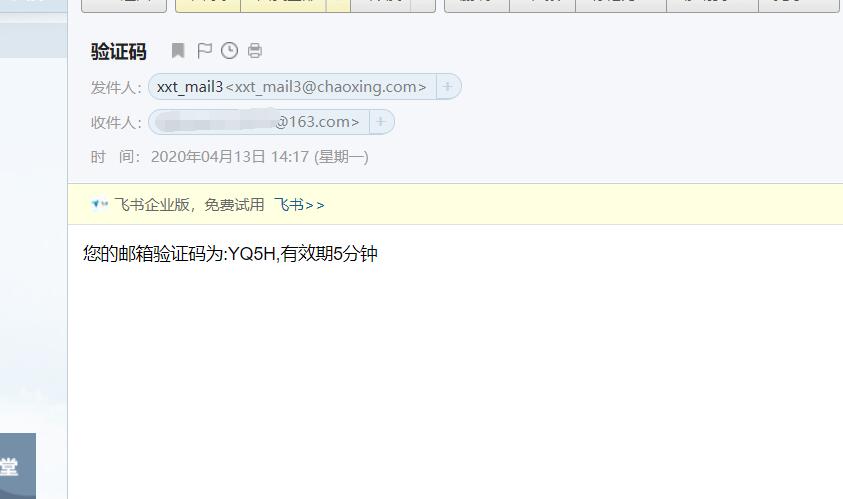 验证码
发件人：xxt_mail3<xxt_mail3@chaoxing.com> +
收件人： @163.com> +
时 间：2020年04月13日 14:17 (星期一)
飞书企业版，免费试用 飞书>>
您的邮箱验证码为:YQ5H,有效期5分钟
堂